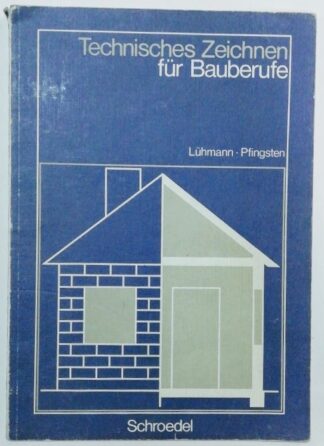 Technisches Zeichnen
für Bauberufe
Lühmann · Pfingsten
Schroedel